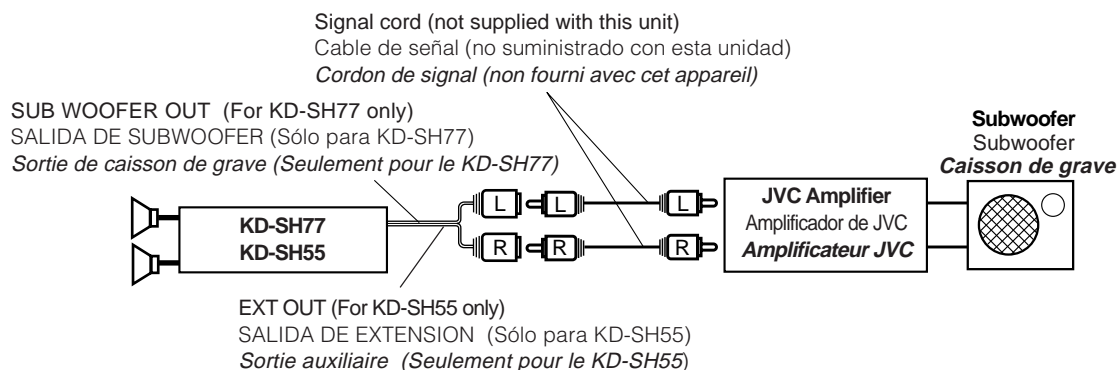 Signal cord (not supplied with this unit)
Cable de señal (no suministrado con esta unidad)
Cordon de signal (non fourni avec cet appareil)
SUB WOOFER OUT (For KD-SH77 only)
SALIDA DE SUBWOOFER (Sólo para KD-SH77)
Sortie de caisson de grave (Seulement pour le KD-SH77)
Subwoofer
Subwoofer
Caisson de grave
KD-SH77
KD-SH55
L L L
R R R
JVC Amplifier
Amplificador de JVC
Amplificateur JVC
EXT OUT (For KD-SH55 only)
SALIDA DE EXTENSION (Sólo para KD-SH55)
Sortie auxiliaire (Seulement pour le KD-SH55)